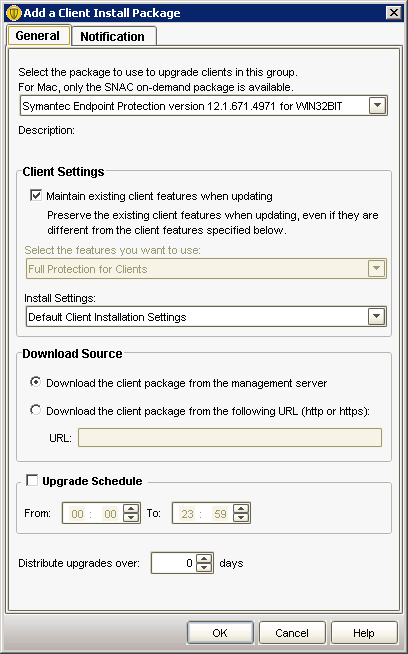 Add a Client Install Package
General Notification
Select the package to use to upgrade clients in this group.
For Mac, only the SNAC on-demand package is available.
Symantec Endpoint Protection version 12.1.671.4971 for WIN32BIT
Description:
Client Settings
Maintain existing client features when updating
Preserve the existing client features when updating, even if they are
different from the client features specified below.
Select the features you want to use:
Full Protection for Clients
Install Settings:
Default Client Installation Settings
Download Source
Download the client package from the management server
Download the client package from the following URL (http or https):
URL:
Upgrade Schedule
From: 00 : 00 To: 23 : 59
Distribute upgrades over: 0 days
OK Cancel Help